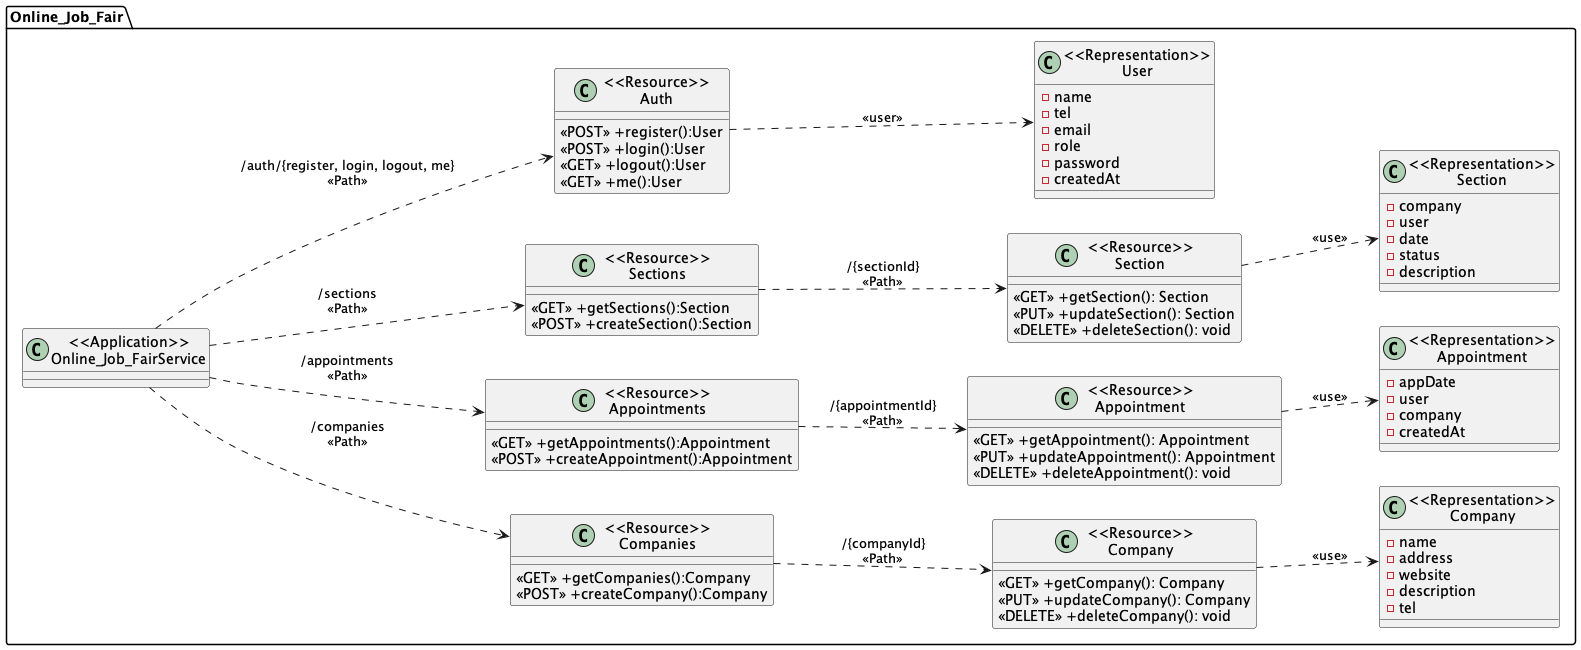 Online_Job_Fair
C
<<Application>>
Online_Job_FairService
/auth/{register, login, logout, me}
«Path»
/sections
«Path»
/appointments
«Path»
/companies
«Path»
C
<<Resource>>
Auth
«POST» +register():User
«POST» +login():User
«GET» +logout():User
«GET» +me():User
«user»
C
<<Representation>>
User
name
tel
email
role
password
createdAt
C
<<Resource>>
Sections
«GET» +getSections():Section
«POST» +createSection():Section
/{sectionId}
«Path»
C
<<Resource>>
Section
«GET» +getSection(): Section
«PUT» +updateSection(): Section
«DELETE» +deleteSection(): void
«use»
C
<<Representation>>
Section
company
user
date
status
description
C
<<Resource>>
Appointments
«GET» +getAppointments():Appointment
«POST» +createAppointment():Appointment
/{appointmentId}
«Path»
C
<<Resource>>
Appointment
«GET» +getAppointment(): Appointment
«PUT» +updateAppointment(): Appointment
«DELETE» +deleteAppointment(): void
«use»
C
<<Representation>>
Appointment
appDate
user
company
createdAt
C
<<Resource>>
Companies
«GET» +getCompanies():Company
«POST» +createCompany():Company
/{companyId}
«Path»
C
<<Resource>>
Company
«GET» +getCompany(): Company
«PUT» +updateCompany(): Company
«DELETE» +deleteCompany(): void
«use»
C
<<Representation>>
Company
name
address
website
description
tel